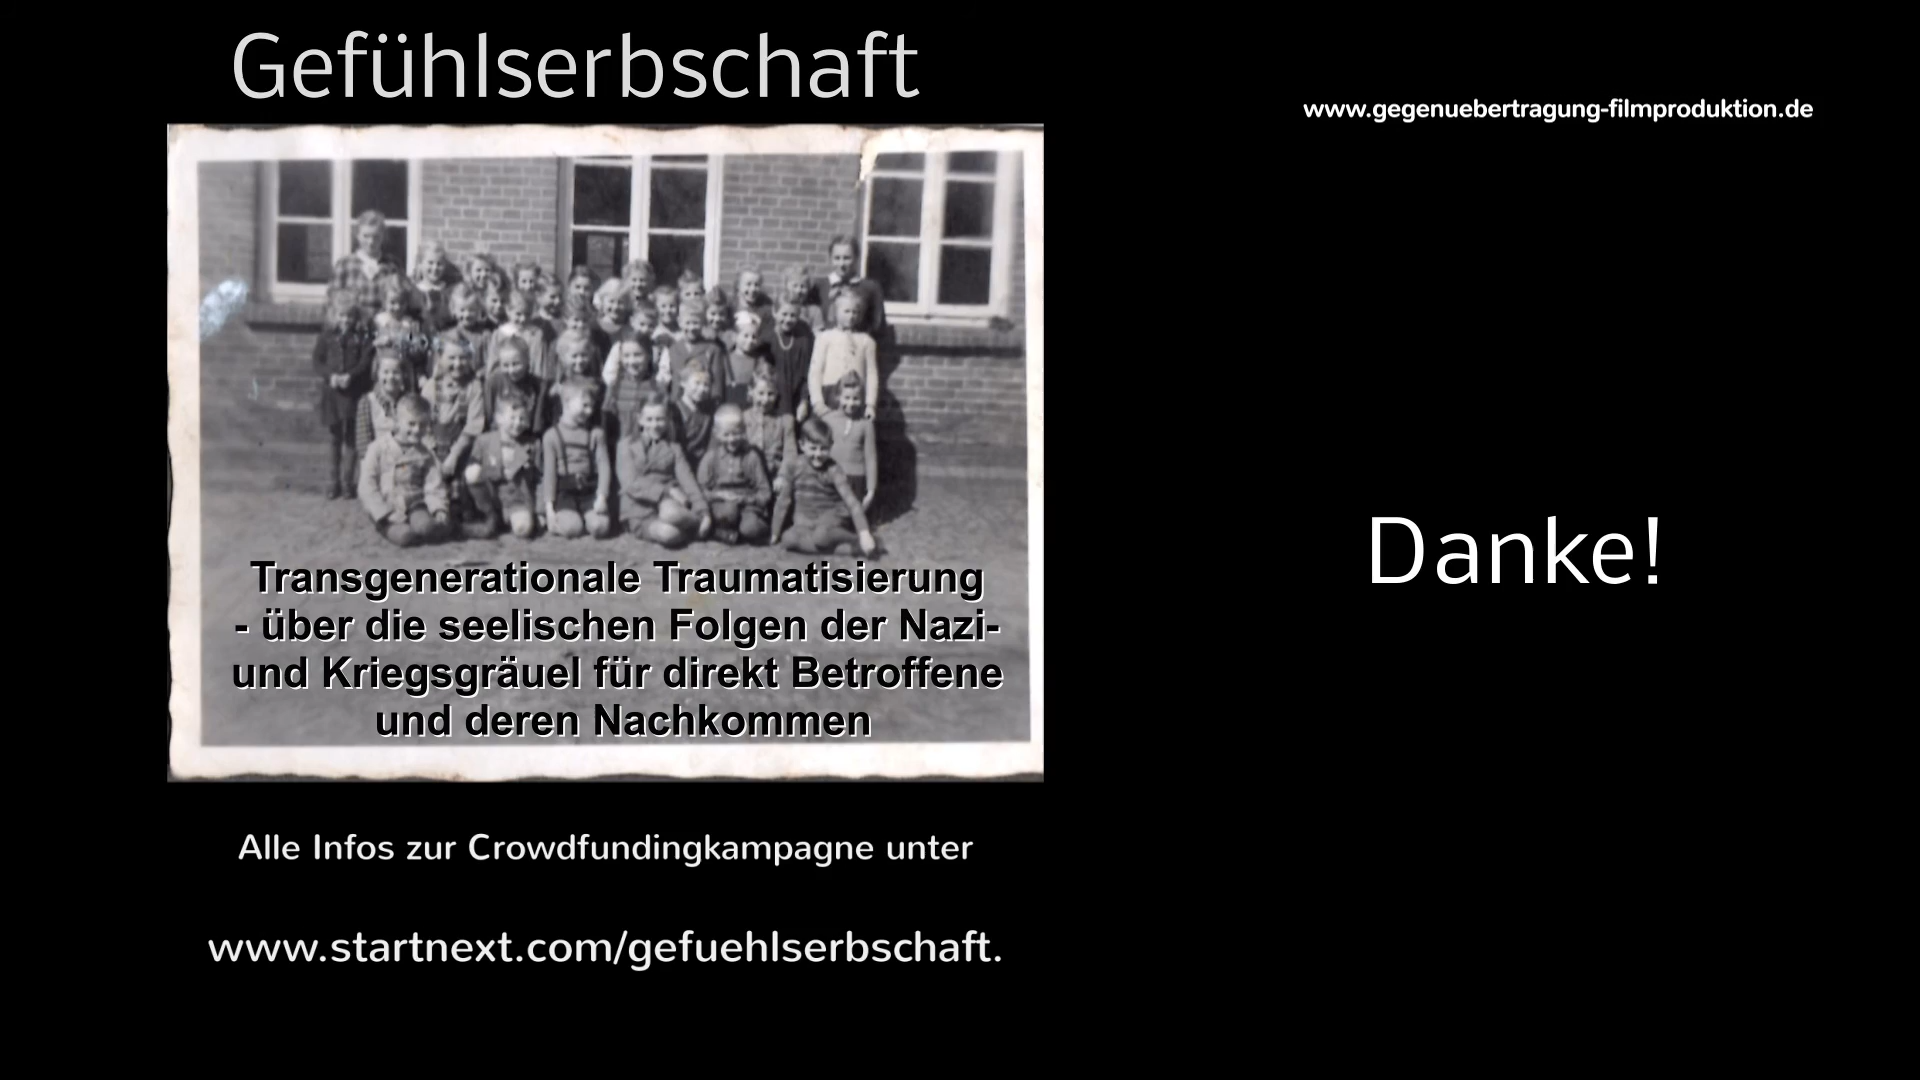 Gefühlserbschaft
www.gegenuebertragung-filmproduktion.de
Transgenerationale Traumatisierung
- über die seelischen Folgen der Nazi-
und Kriegsgräuel für direkt Betroffene
und deren Nachkommen
Danke!
Alle Infos zur Crowdfundingkampagne unter
www.startnext.com/gefuehlserbschaft.